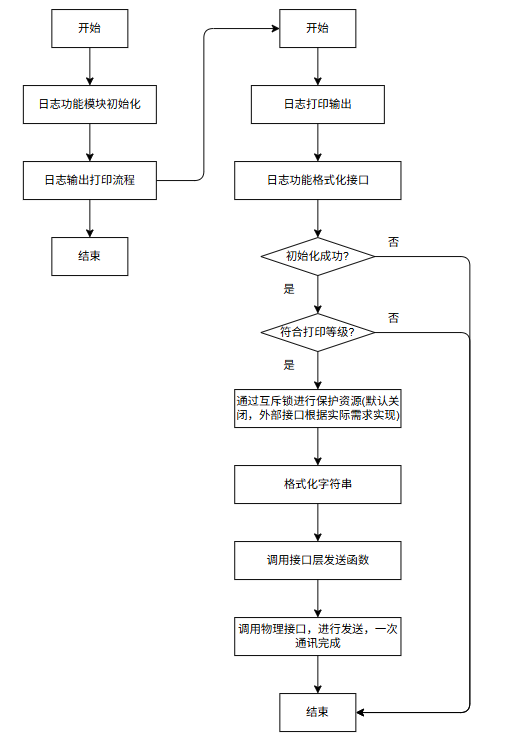 开始
日志功能模块初始化
日志输出打印流程
结束
开始
日志打印输出
日志功能格式化接口
初始化成功?
否
是
符合打印等级?
否
是
通过互斥锁进行保护资源(默认关
闭，外部接口根据实际需求实现)
格式化字符串
调用接口层发送函数
调用物理接口，进行发送，一次
通讯完成
结束